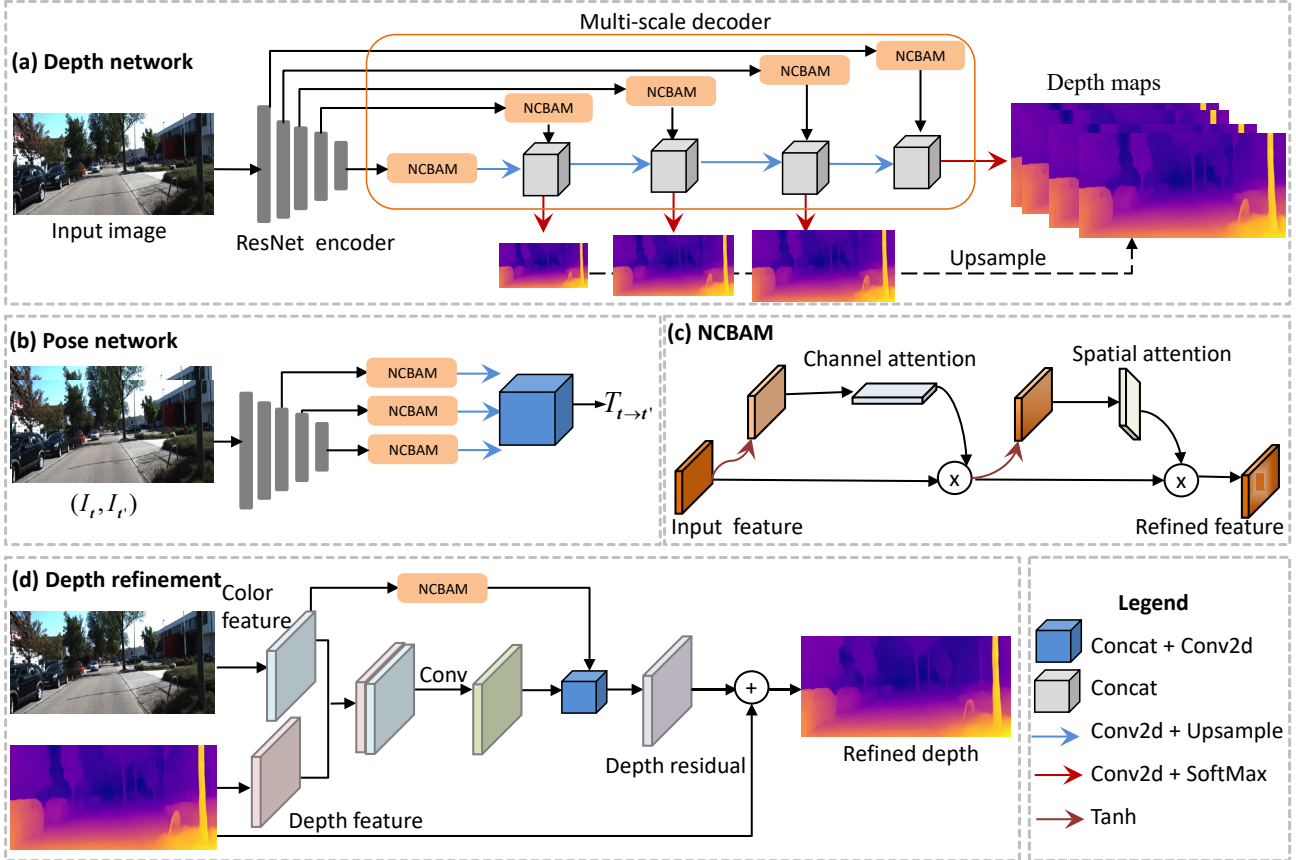 Multi-scale decoder
(a) Depth network
NCBAM
NCBAM
NCBAM
NCBAM
NCBAM
Depth maps
Input image
ResNet encoder
Upsample
(b) Pose network
NCBAM
NCBAM
NCBAM
T_{t→t'}
(I_t, I_{t'})
(c) NCBAM
Channel attention
Spatial attention
x
x
Input feature
Refined feature
(d) Depth refinement
Color
feature
NCBAM
Conv
+
Depth residual
Refined depth
Depth feature
Legend
Concat + Conv2d
Concat
Conv2d + Upsample
Conv2d + SoftMax
Tanh